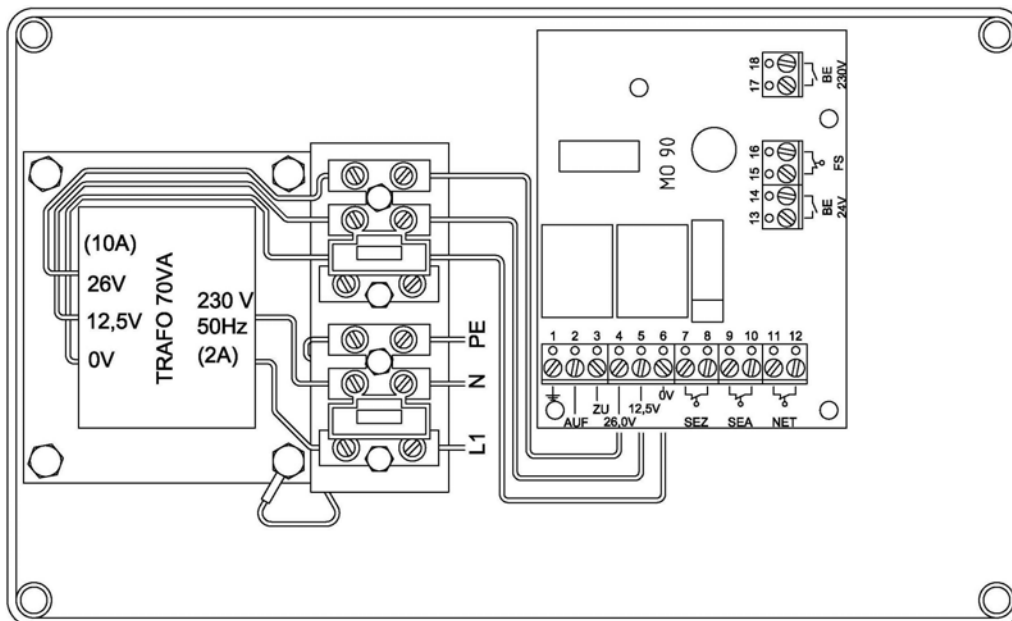 (10A)
26V
12,5V
0V
TRAFO 70VA
230 V
50Hz
(2A)
PE
N
L1
MO 90
18
17
BE
230V
16
15
FS
14
13
BE
24V
1 2 3 4 5 6 7 8 9 10 11 12
AUF
ZU
26,0V
12,5V
0V
SEZ
SEA
NET